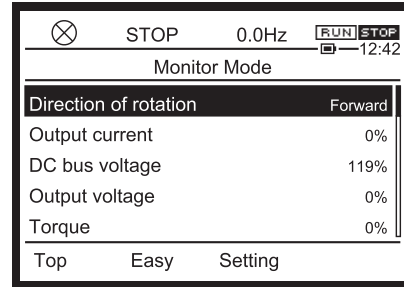 STOP 0.0Hz RUN STOP
12:42
Monitor Mode
Direction of rotation Forward
Output current 0%
DC bus voltage 119%
Output voltage 0%
Torque 0%
Top Easy Setting